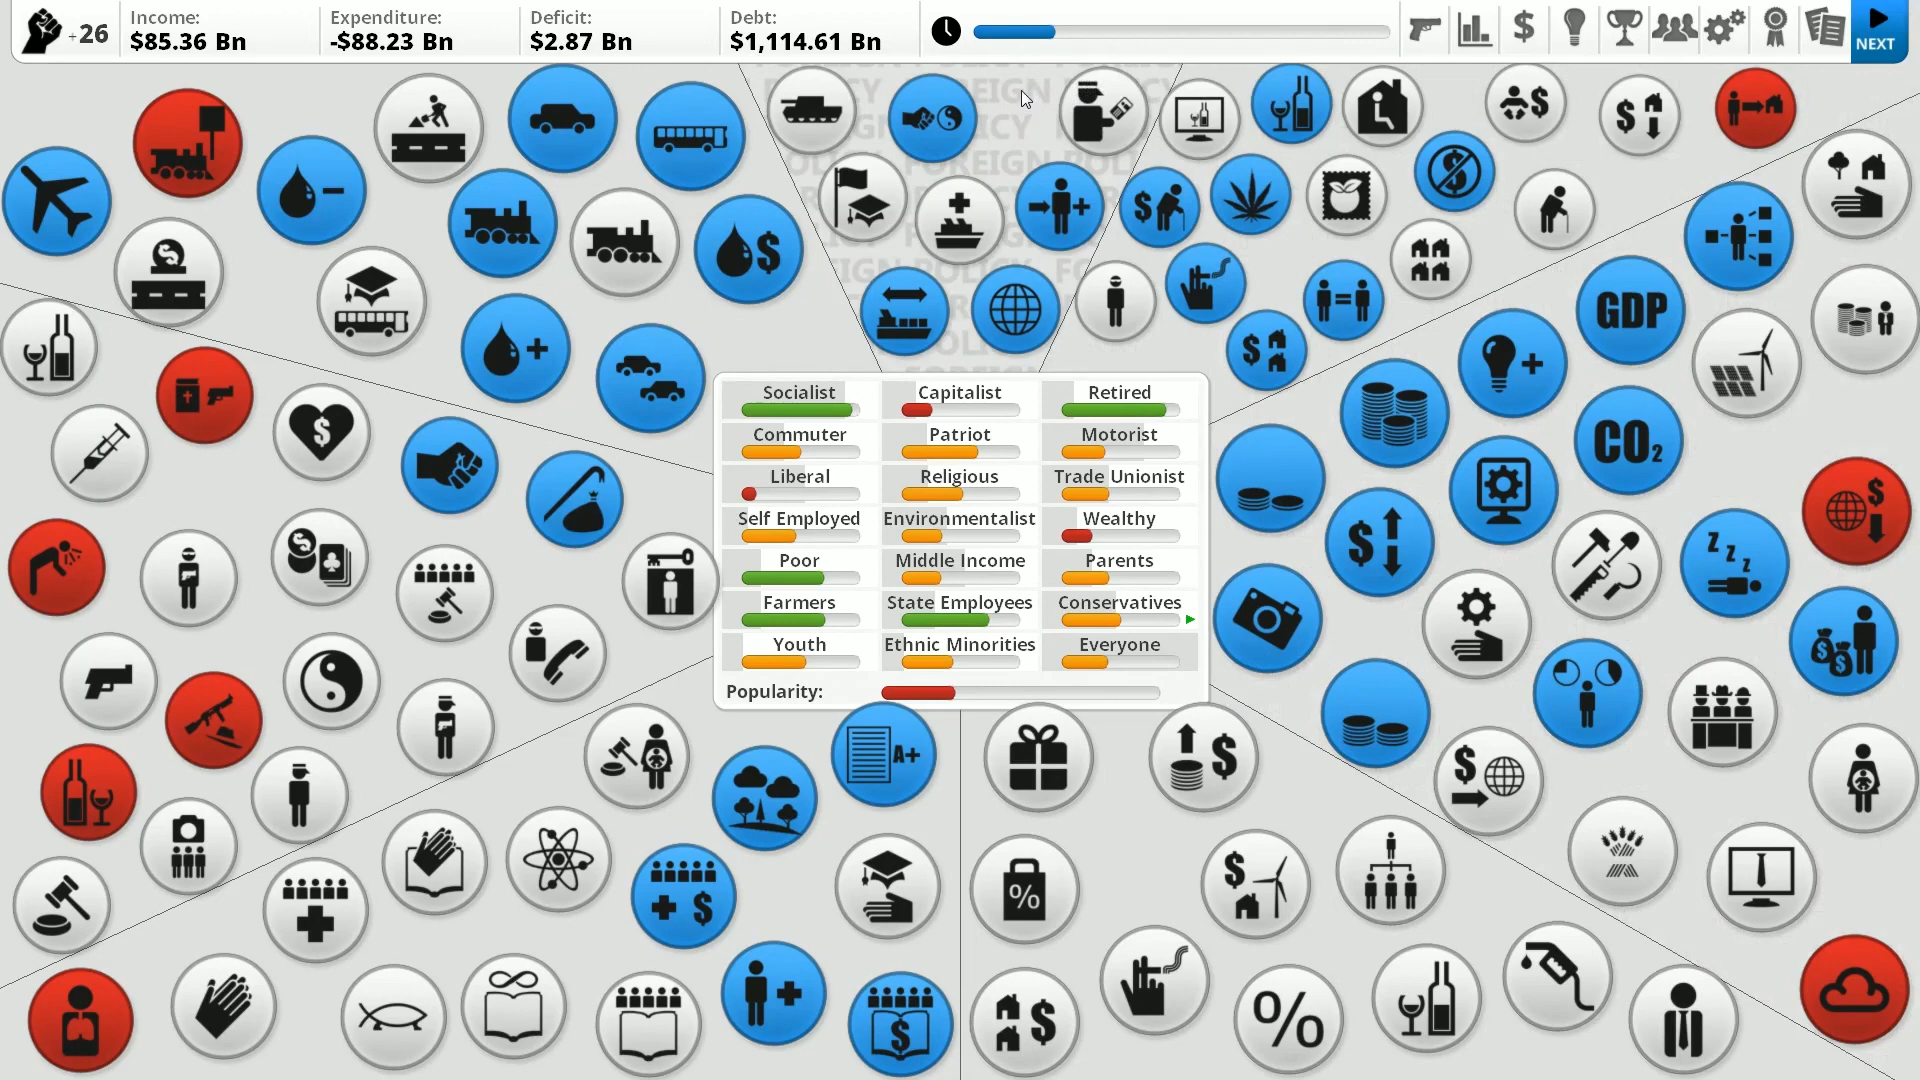 +26
Income:
$85.36 Bn
Expenditure:
-$88.23 Bn
Deficit:
$2.87 Bn
Debt:
$1,114.61 Bn
NEXT
FOREIGN POLICY
GDP
CO2
Socialist Capitalist Retired
Commuter Patriot Motorist
Liberal Religious Trade Unionist
Self Employed Environmentalist Wealthy
Poor Middle Income Parents
Farmers State Employees Conservatives
Youth Ethnic Minorities Everyone
Popularity:
A+
%
%
Z Z Z